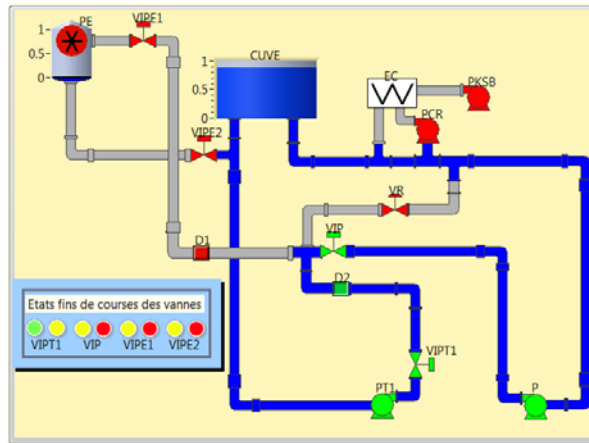 PE
VIPE1
1
0.5
0
CUVE
1
0.5
0
EC
PKSB
PCR
VIPE2
VR
VIP
D1
D2
Etats fins de courses des vannes
VIPT1 VIP VIPE1 VIPE2
VIPT1
PT1
P